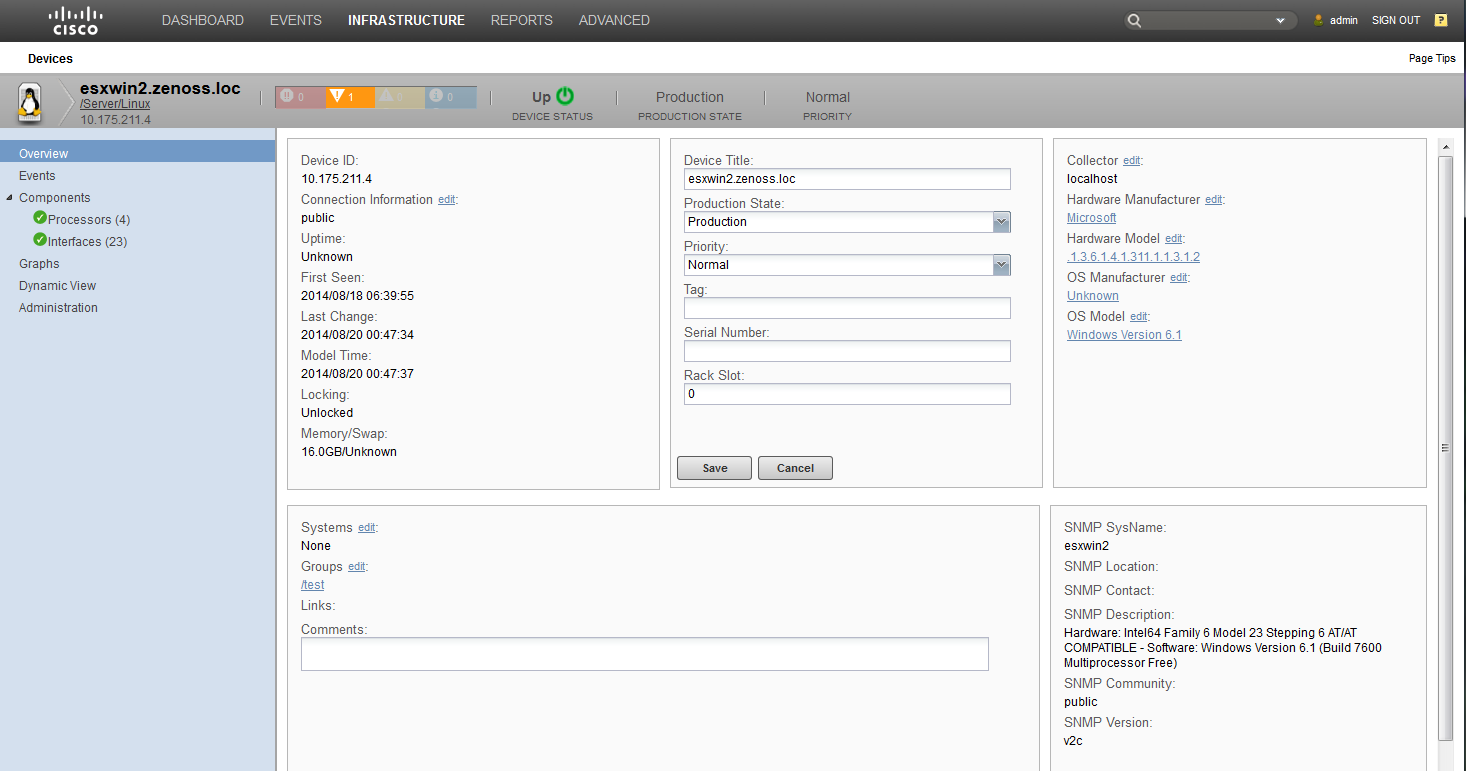 CISCO
DASHBOARD EVENTS INFRASTRUCTURE REPORTS ADVANCED
admin SIGN OUT ?
Devices
Page Tips
esxwin2.zenoss.loc
/Server/Linux
10.175.211.4
0 1 0 0
Up
DEVICE STATUS
Production
PRODUCTION STATE
Normal
PRIORITY
Overview
Events
Components
Processors (4)
Interfaces (23)
Graphs
Dynamic View
Administration
Device ID:
10.175.211.4
Connection Information edit:
public
Uptime:
Unknown
First Seen:
2014/08/18 06:39:55
Last Change:
2014/08/20 00:47:34
Model Time:
2014/08/20 00:47:37
Locking:
Unlocked
Memory/Swap:
16.0GB/Unknown
Device Title:
esxwin2.zenoss.loc
Production State:
Production
Priority:
Normal
Tag:
Serial Number:
Rack Slot:
0
Save Cancel
Collector edit:
localhost
Hardware Manufacturer edit:
Microsoft
Hardware Model edit:
.1.3.6.1.4.1.311.1.1.3.1.2
OS Manufacturer edit:
Unknown
OS Model edit:
Windows Version 6.1
Systems edit:
None
Groups edit:
/test
Links:
Comments:
SNMP SysName:
esxwin2
SNMP Location:
SNMP Contact:
SNMP Description:
Hardware: Intel64 Family 6 Model 23 Stepping 6 AT/AT
COMPATIBLE - Software: Windows Version 6.1 (Build 7600
Multiprocessor Free)
SNMP Community:
public
SNMP Version:
v2c